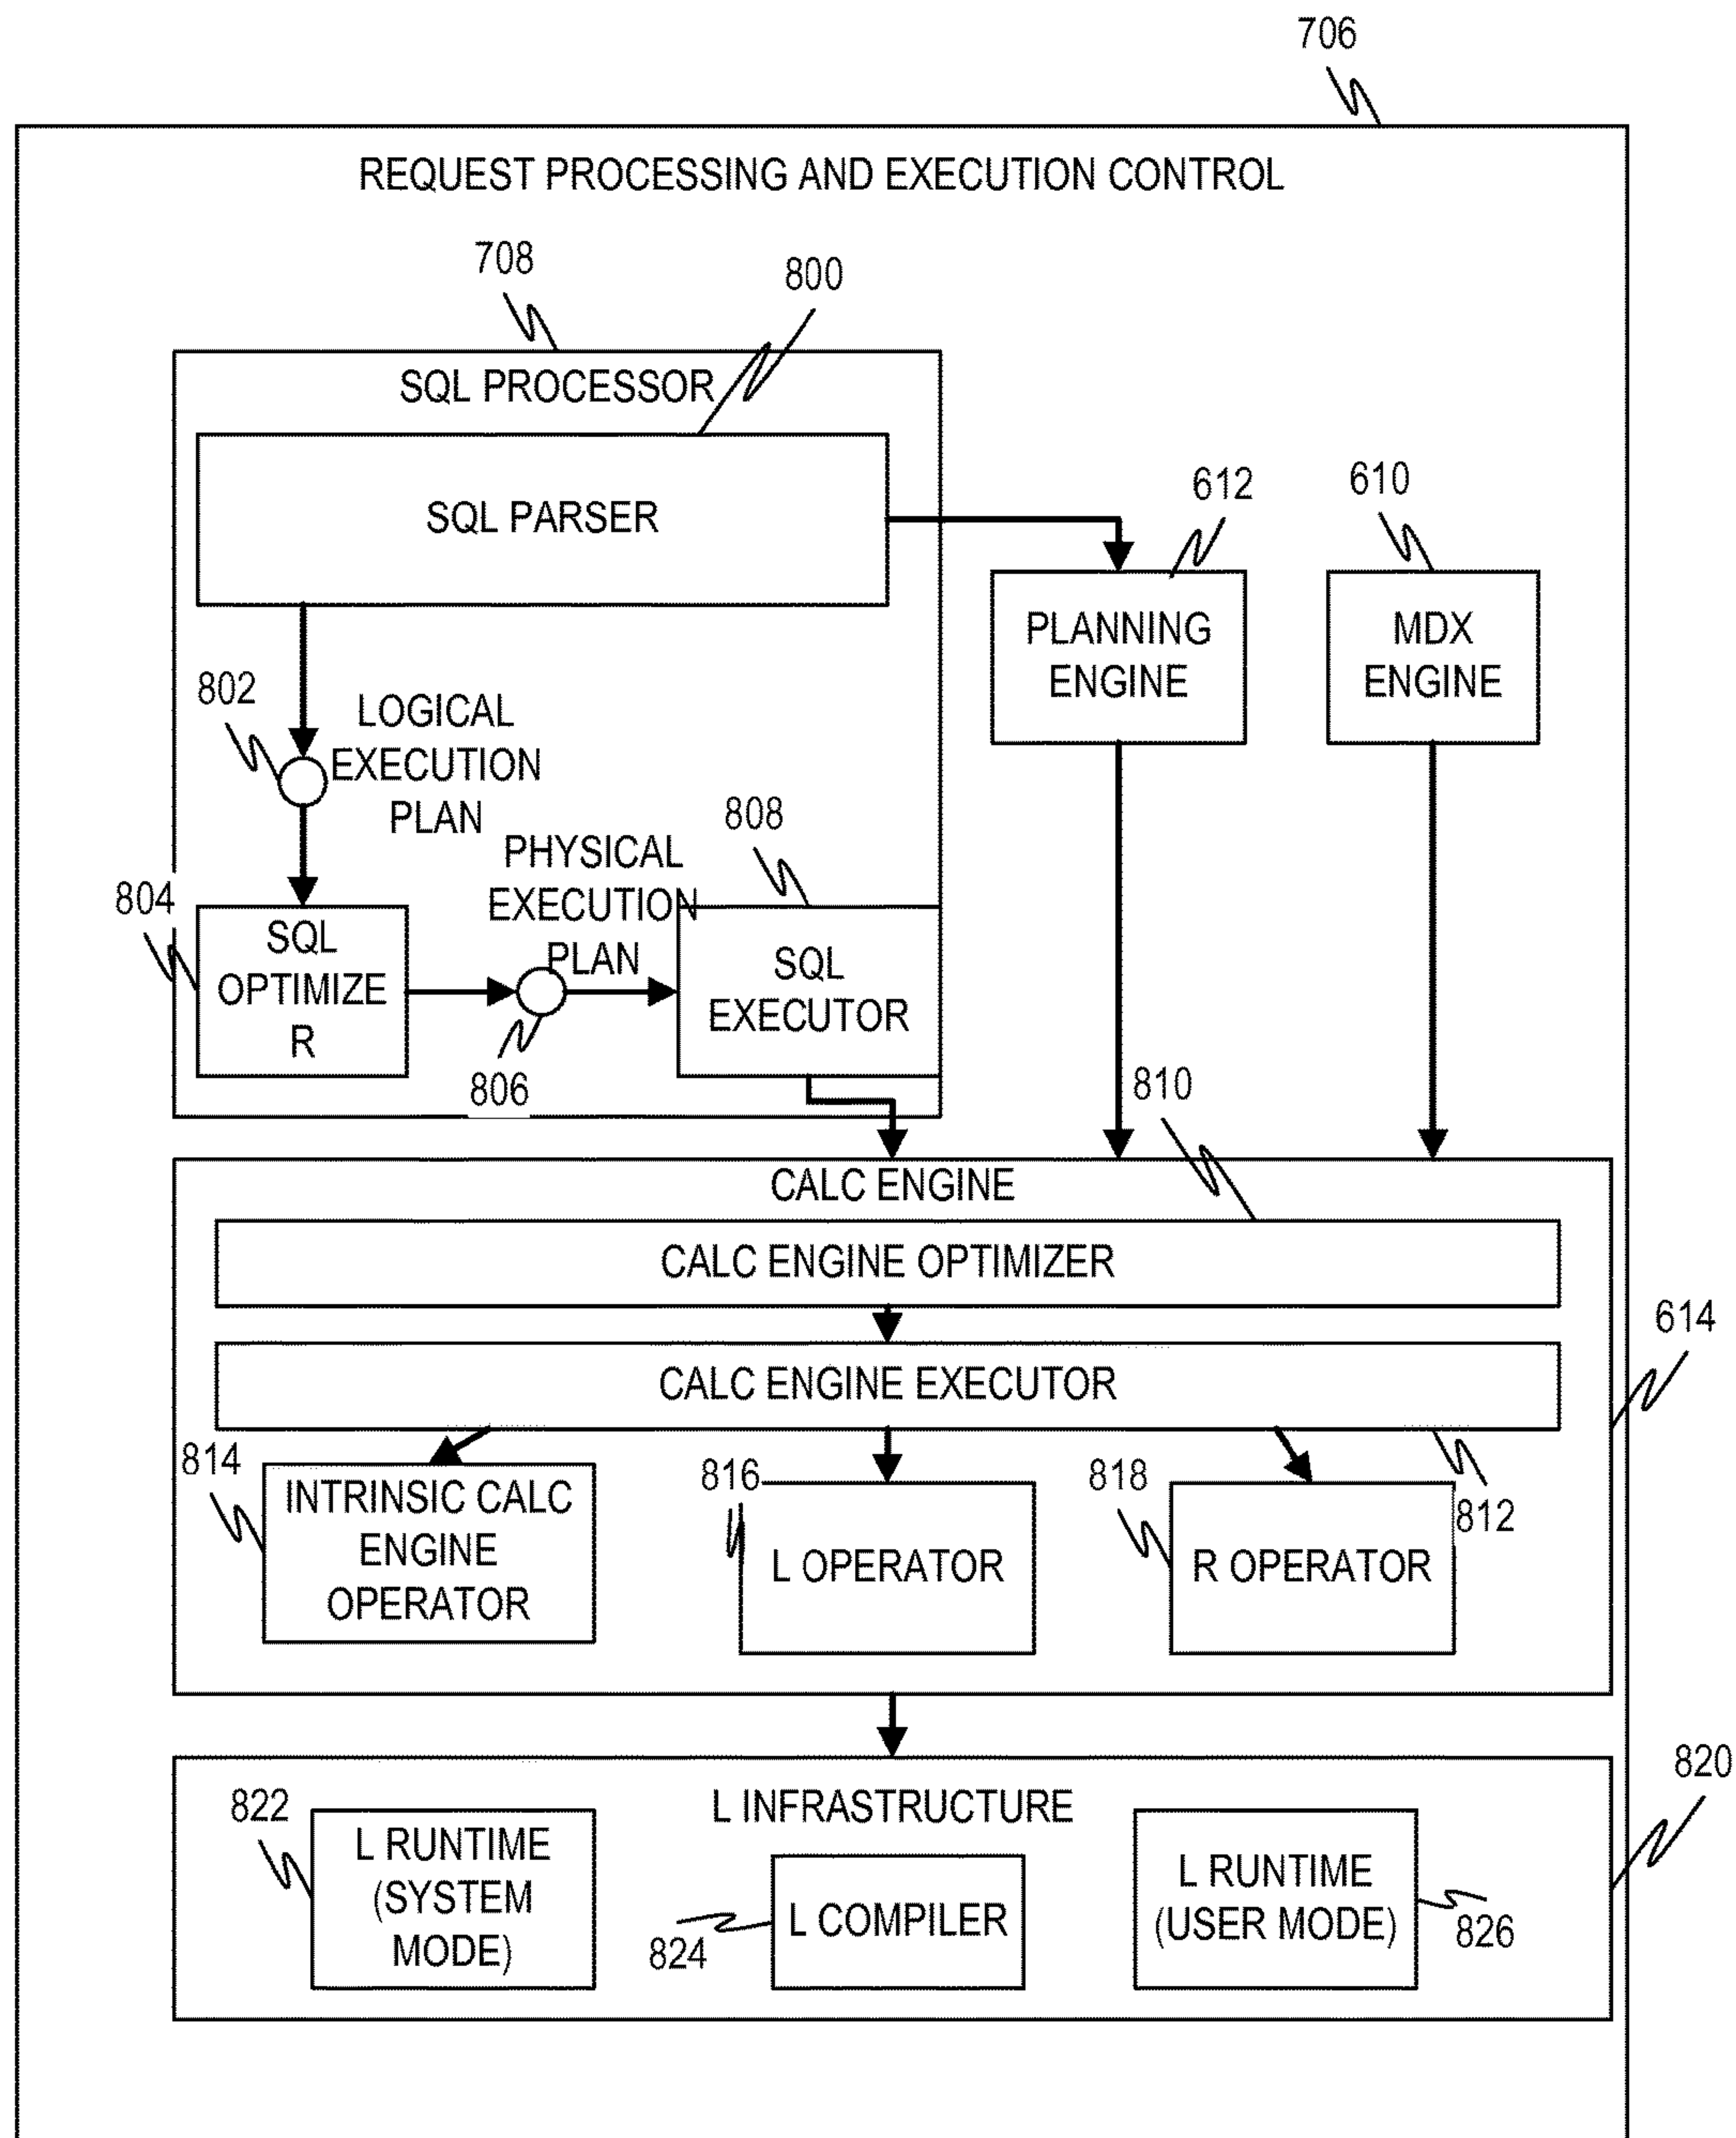 706
REQUEST PROCESSING AND EXECUTION CONTROL
708
800
SQL PROCESSOR
SQL PARSER
612
610
PLANNING
ENGINE
MDX
ENGINE
802
LOGICAL
EXECUTION
PLAN
808
PHYSICAL
EXECUTION
PLAN
804
SQL
OPTIMIZE
R
SQL
EXECUTOR
806
810
CALC ENGINE
CALC ENGINE OPTIMIZER
614
CALC ENGINE EXECUTOR
814
816
818
812
INTRINSIC CALC
ENGINE
OPERATOR
L OPERATOR
R OPERATOR
820
L INFRASTRUCTURE
822
L RUNTIME
(SYSTEM
MODE)
L COMPILER
824
L RUNTIME
(USER MODE)
826